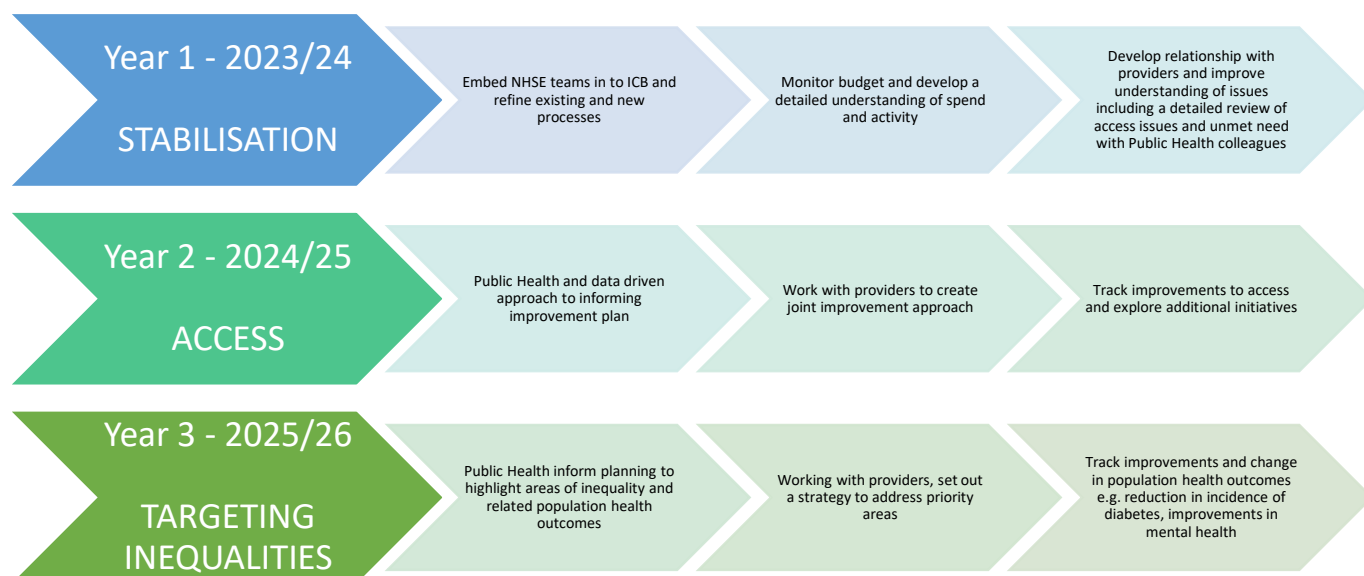 Year 1 - 2023/24
STABILISATION
Embed NHSE teams in to ICB and
refine existing and new
processes
Monitor budget and develop a
detailed understanding of spend
and activity
Develop relationship with
providers and improve
understanding of issues
including a detailed review of
access issues and unmet need
with Public Health colleagues
Year 2 - 2024/25
ACCESS
Public Health and data driven
approach to informing
improvement plan
Work with providers to create
joint improvement approach
Track improvements to access
and explore additional initiatives
Year 3 - 2025/26
TARGETING
INEQUALITIES
Public Health inform planning to
highlight areas of inequality and
related population health
outcomes
Working with providers, set out
a strategy to address priority
areas
Track improvements and change
in population health outcomes
e.g. reduction in incidence of
diabetes, improvements in
mental health